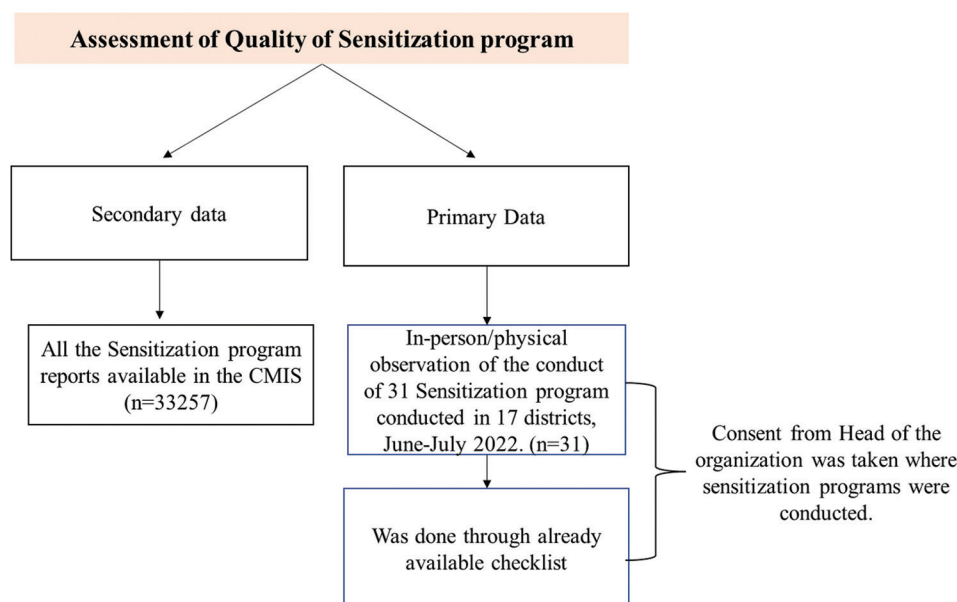 Assessment of Quality of Sensitization program
Secondary data
Primary Data
All the Sensitization program
reports available in the CMIS
(n=33257)
In-person/physical
observation of the conduct
of 31 Sensitization program
conducted in 17 districts,
June-July 2022. (n=31)
Consent from Head of the
organization was taken where
sensitization programs were
conducted.
Was done through already
available checklist